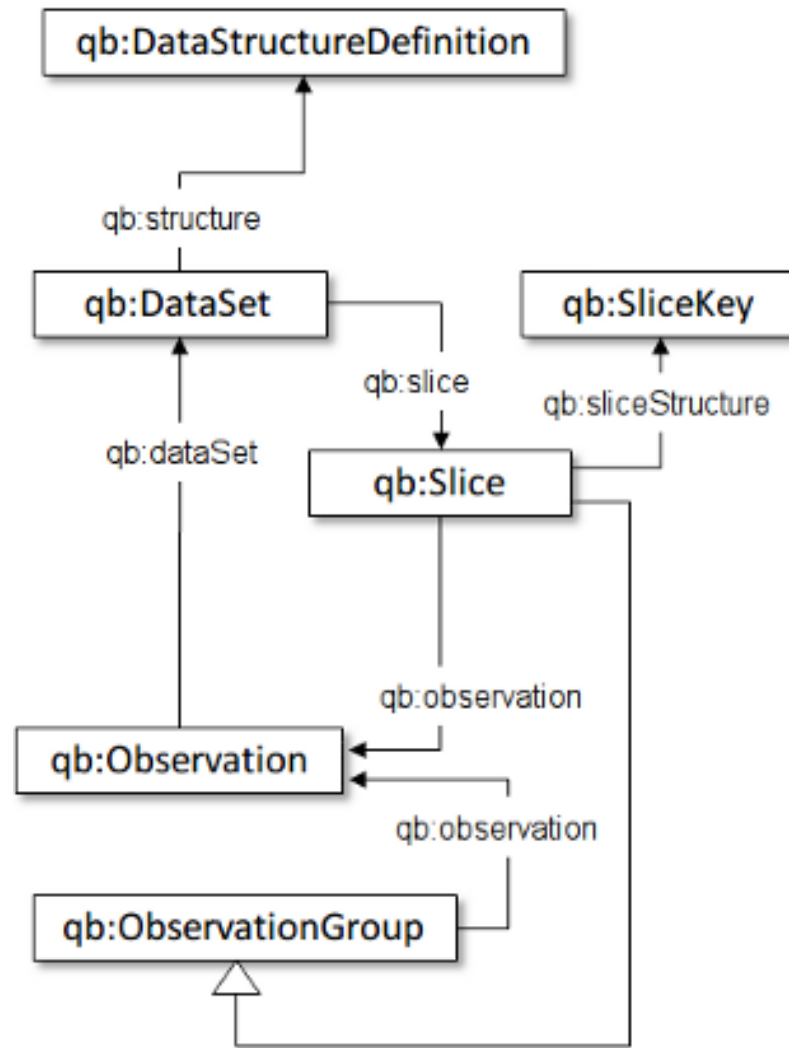 qb:DataStructureDefinition
qb:structure
qb:DataSet
qb:SliceKey
qb:slice
qb:sliceStructure
qb:dataSet
qb:Slice
qb:observation
qb:Observation
qb:observation
qb:ObservationGroup